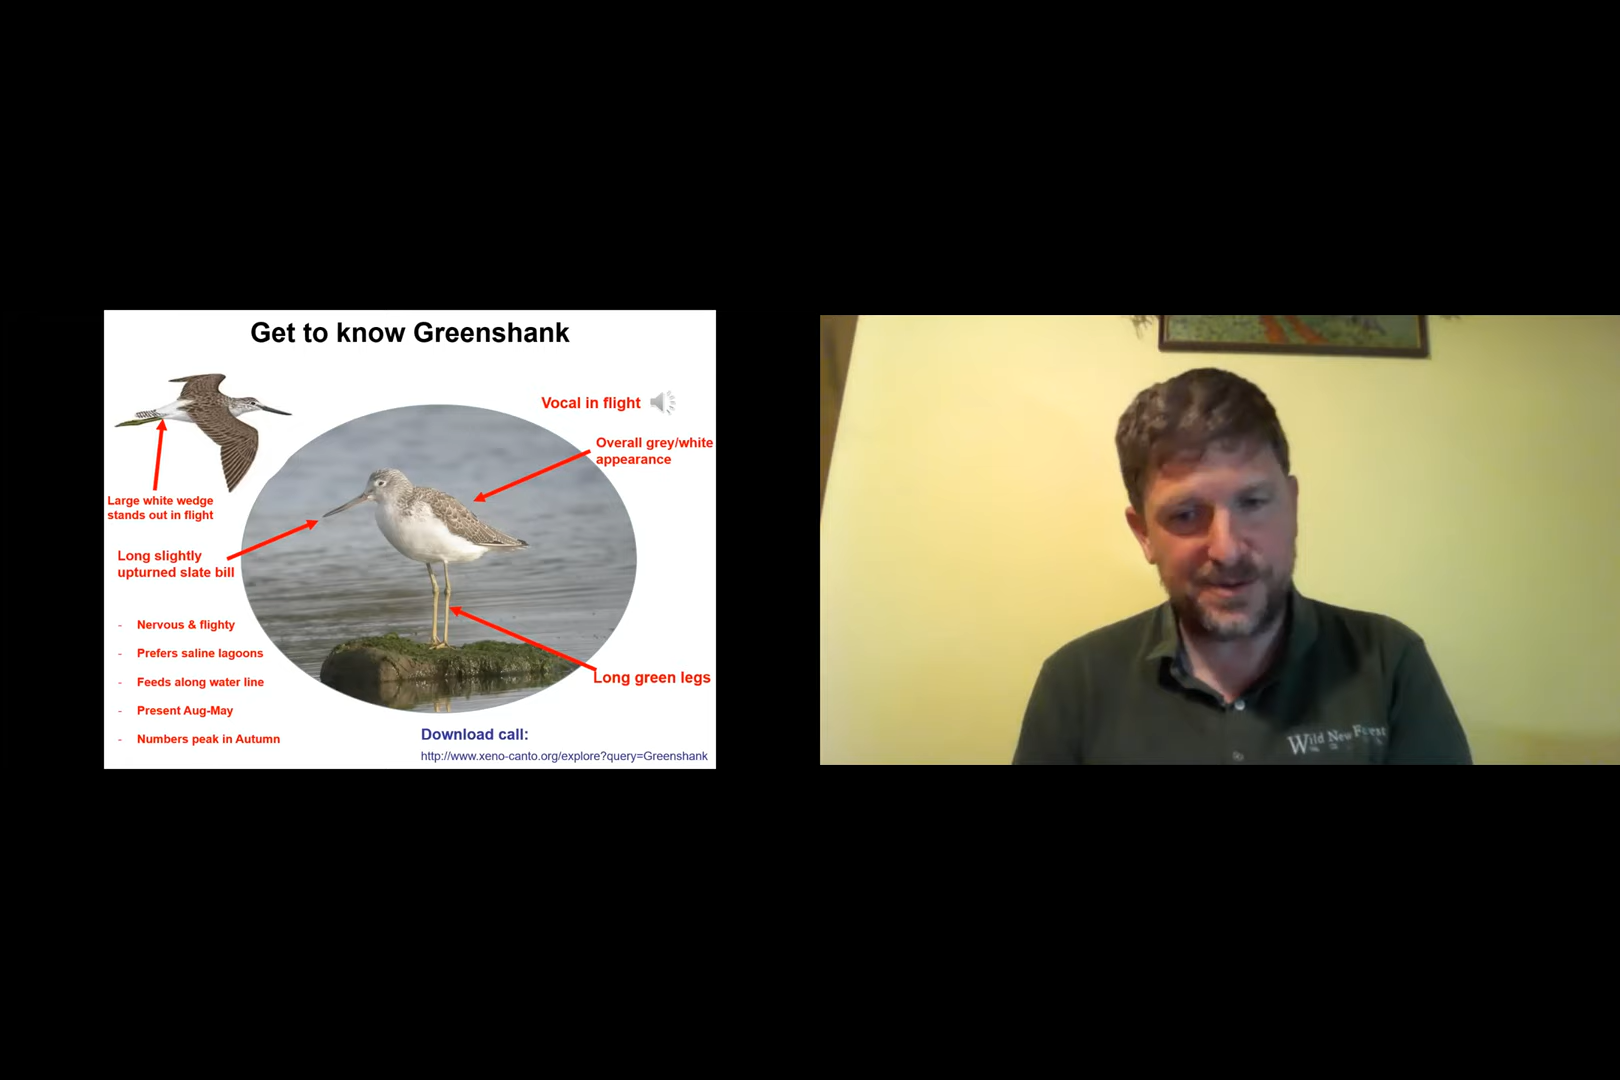 Get to know Greenshank
Vocal in flight
Overall grey/white
appearance
Large white wedge
stands out in flight
Long slightly
upturned slate bill
- Nervous & flighty
- Prefers saline lagoons
- Feeds along water line
- Present Aug-May
- Numbers peak in Autumn
Long green legs
Download call:
http://www.xeno-canto.org/explore?query=Greenshank
Wild New Forest